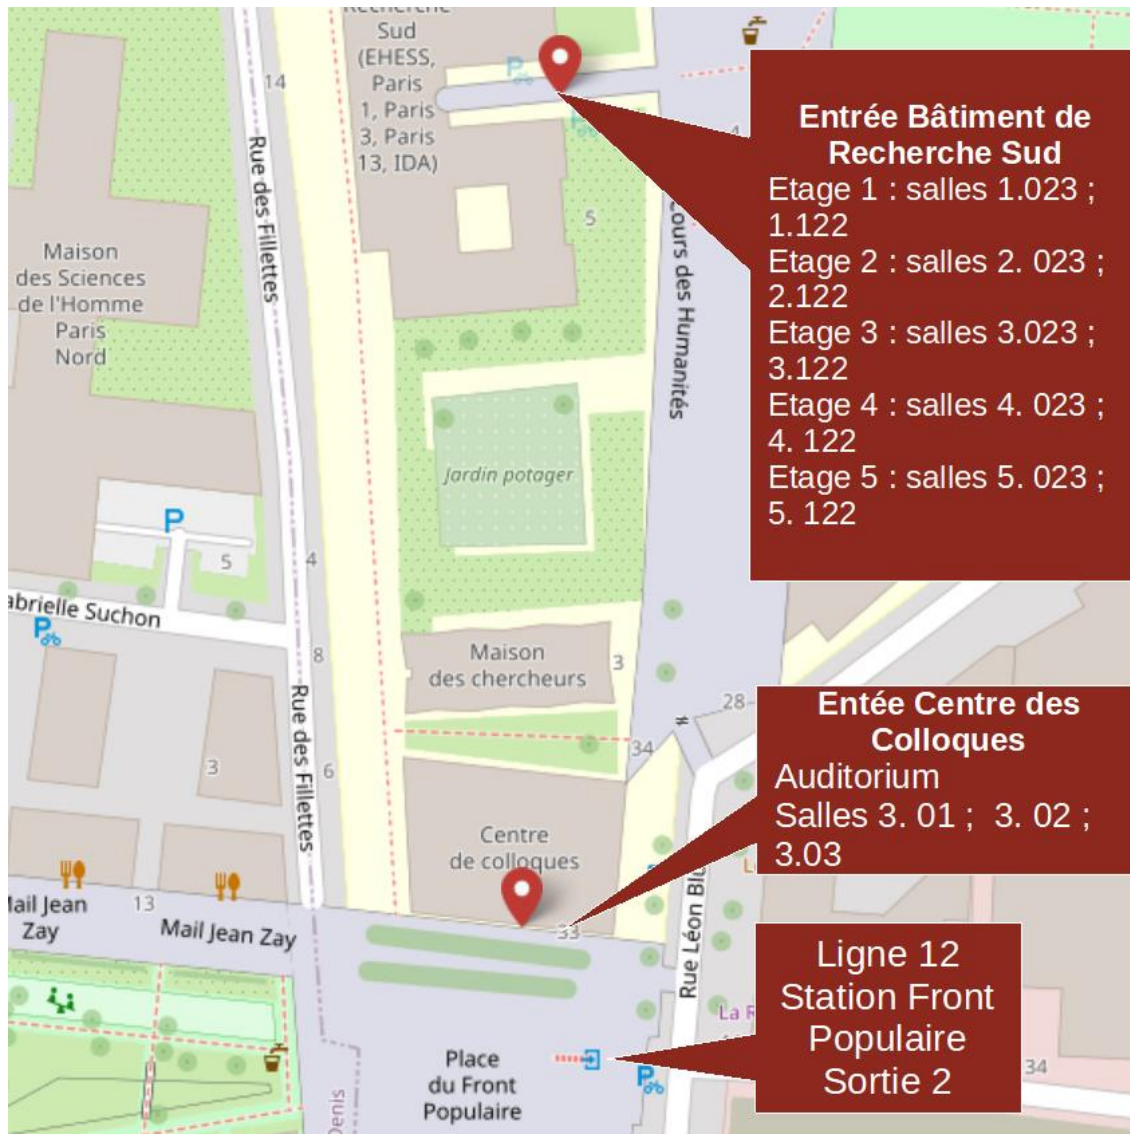 Recherche
Sud
(EHESS,
Paris
1, Paris
3, Paris
13, IDA)
14
Rue des Fillettes
Maison
des Sciences
de l'Homme
Paris
Nord
5
Cours des Humanités
4
Entrée Bâtiment de
Recherche Sud
Etage 1 : salles 1.023 ;
1.122
Etage 2 : salles 2. 023 ;
2.122
Etage 3 : salles 3.023 ;
3.122
Etage 4 : salles 4. 023 ;
4. 122
Etage 5 : salles 5. 023 ;
5. 122
Jardin potager
P
5
4
abrielle Suchon
P
8
Maison
des chercheurs
3
28
34
Rue des Fillettes
3
6
Entée Centre des
Colloques
Auditorium
Salles 3. 01 ; 3. 02 ;
3.03
Centre
de colloques
33
Mail Jean
Zay
13
Mail Jean Zay
Rue Léon Blu
La R
Ligne 12
Station Front
Populaire
Sortie 2
Place
du Front
Populaire
P
34
Denis